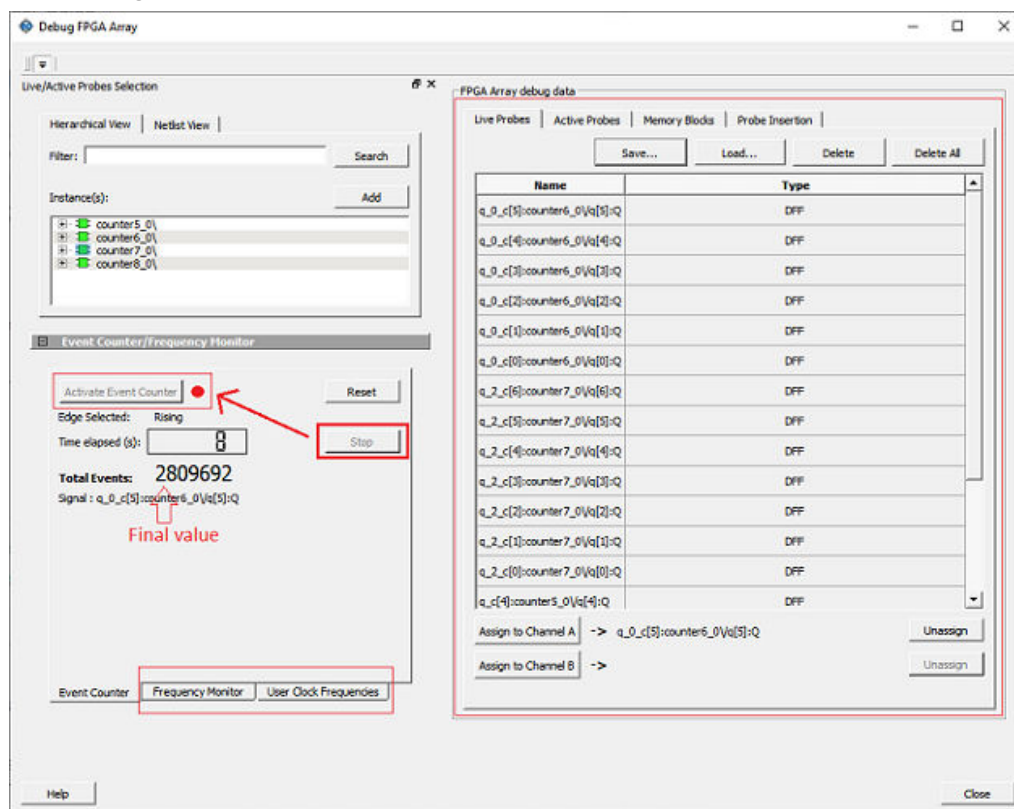 Debug FPGA Array
Live/Active Probes Selection
Hierarchical View Netlist View
Filter: Search
Instance(s): Add
counter5_0\
counter6_0\
counter7_0\
counter8_0\
Event Counter/Frequency Monitor
Activate Event Counter Reset
Edge Selected: Rising
Time elapsed (s): 8 Stop
Total Events: 2809692
Signal : q_0_c[5]:counter6_0\/q[5]:Q
Final value
Event Counter Frequency Monitor User Clock Frequencies
FPGA Array debug data
Live Probes Active Probes Memory Blocks Probe Insertion
Save... Load... Delete Delete All
Name Type
q_0_c[5]:counter6_0\/q[5]:Q DFF
q_0_c[4]:counter6_0\/q[4]:Q DFF
q_0_c[3]:counter6_0\/q[3]:Q DFF
q_0_c[2]:counter6_0\/q[2]:Q DFF
q_0_c[1]:counter6_0\/q[1]:Q DFF
q_0_c[0]:counter6_0\/q[0]:Q DFF
q_2_c[6]:counter7_0\/q[6]:Q DFF
q_2_c[5]:counter7_0\/q[5]:Q DFF
q_2_c[4]:counter7_0\/q[4]:Q DFF
q_2_c[3]:counter7_0\/q[3]:Q DFF
q_2_c[2]:counter7_0\/q[2]:Q DFF
q_2_c[1]:counter7_0\/q[1]:Q DFF
q_2_c[0]:counter7_0\/q[0]:Q DFF
q_c[4]:counter5_0\/q[4]:Q DFF
Assign to Channel A -> q_0_c[5]:counter6_0\/q[5]:Q Unassign
Assign to Channel B -> Unassign
Help Close